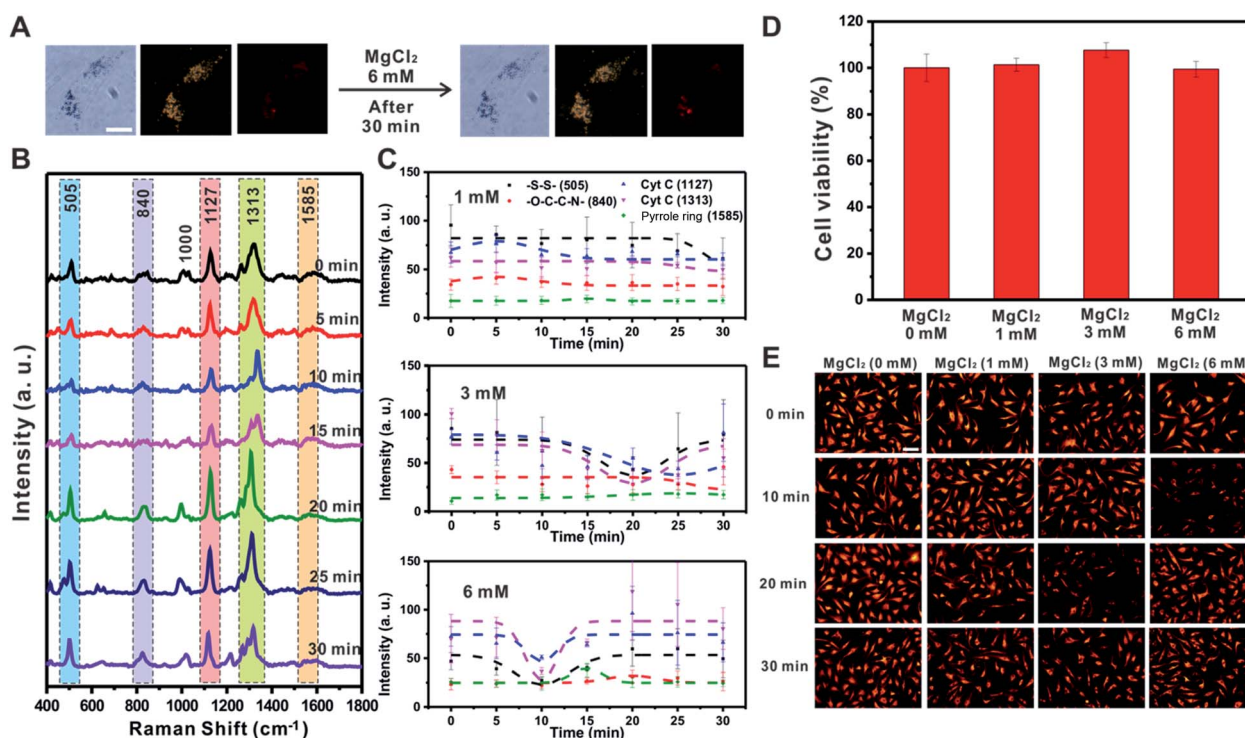 A
MgCl₂
6 mM
After
30 min
B
505
840
1000
1127
1313
1585
0 min
5 min
10 min
15 min
20 min
25 min
30 min
Intensity (a. u.)
400 600 800 1000 1200 1400 1600 1800
Raman Shift (cm⁻¹)
C
150
100
75
50
25
0
Intensity (a. u.)
1 mM
-S-S- (505)
-O-C-C-N- (840)
Cyt C (1127)
Cyt C (1313)
Pyrrole ring (1585)
0 5 10 15 20 25 30
Time (min)
150
100
75
50
25
0
Intensity (a. u.)
3 mM
0 5 10 15 20 25 30
Time (min)
150
100
75
50
25
0
Intensity (a. u.)
6 mM
0 5 10 15 20 25 30
Time (min)
D
120
100
80
60
40
20
0
Cell viability (%)
MgCl₂ MgCl₂ MgCl₂ MgCl₂
0 mM 1 mM 3 mM 6 mM
E
MgCl₂ (0 mM) MgCl₂ (1 mM) MgCl₂ (3 mM) MgCl₂ (6 mM)
0 min
10 min
20 min
30 min